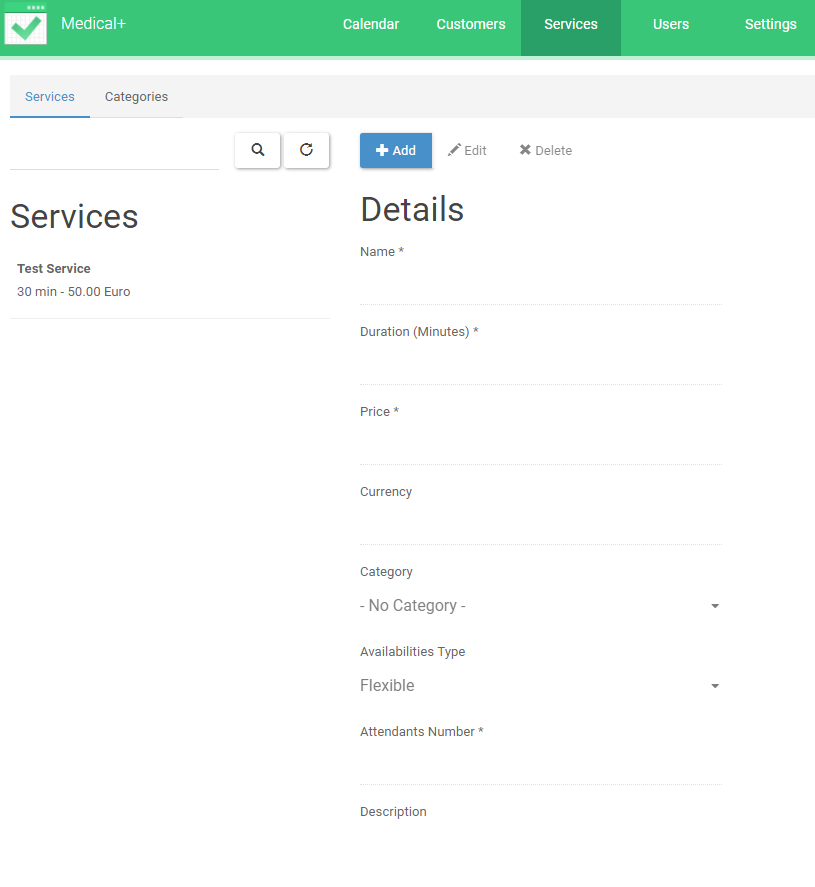 Medical+
Calendar
Customers
Services
Users
Settings
Services
Categories
Add
Edit
Delete
Services
Test Service
30 min - 50.00 Euro
Details
Name *
Duration (Minutes) *
Price *
Currency
Category
- No Category -
Availabilities Type
Flexible
Attendants Number *
Description